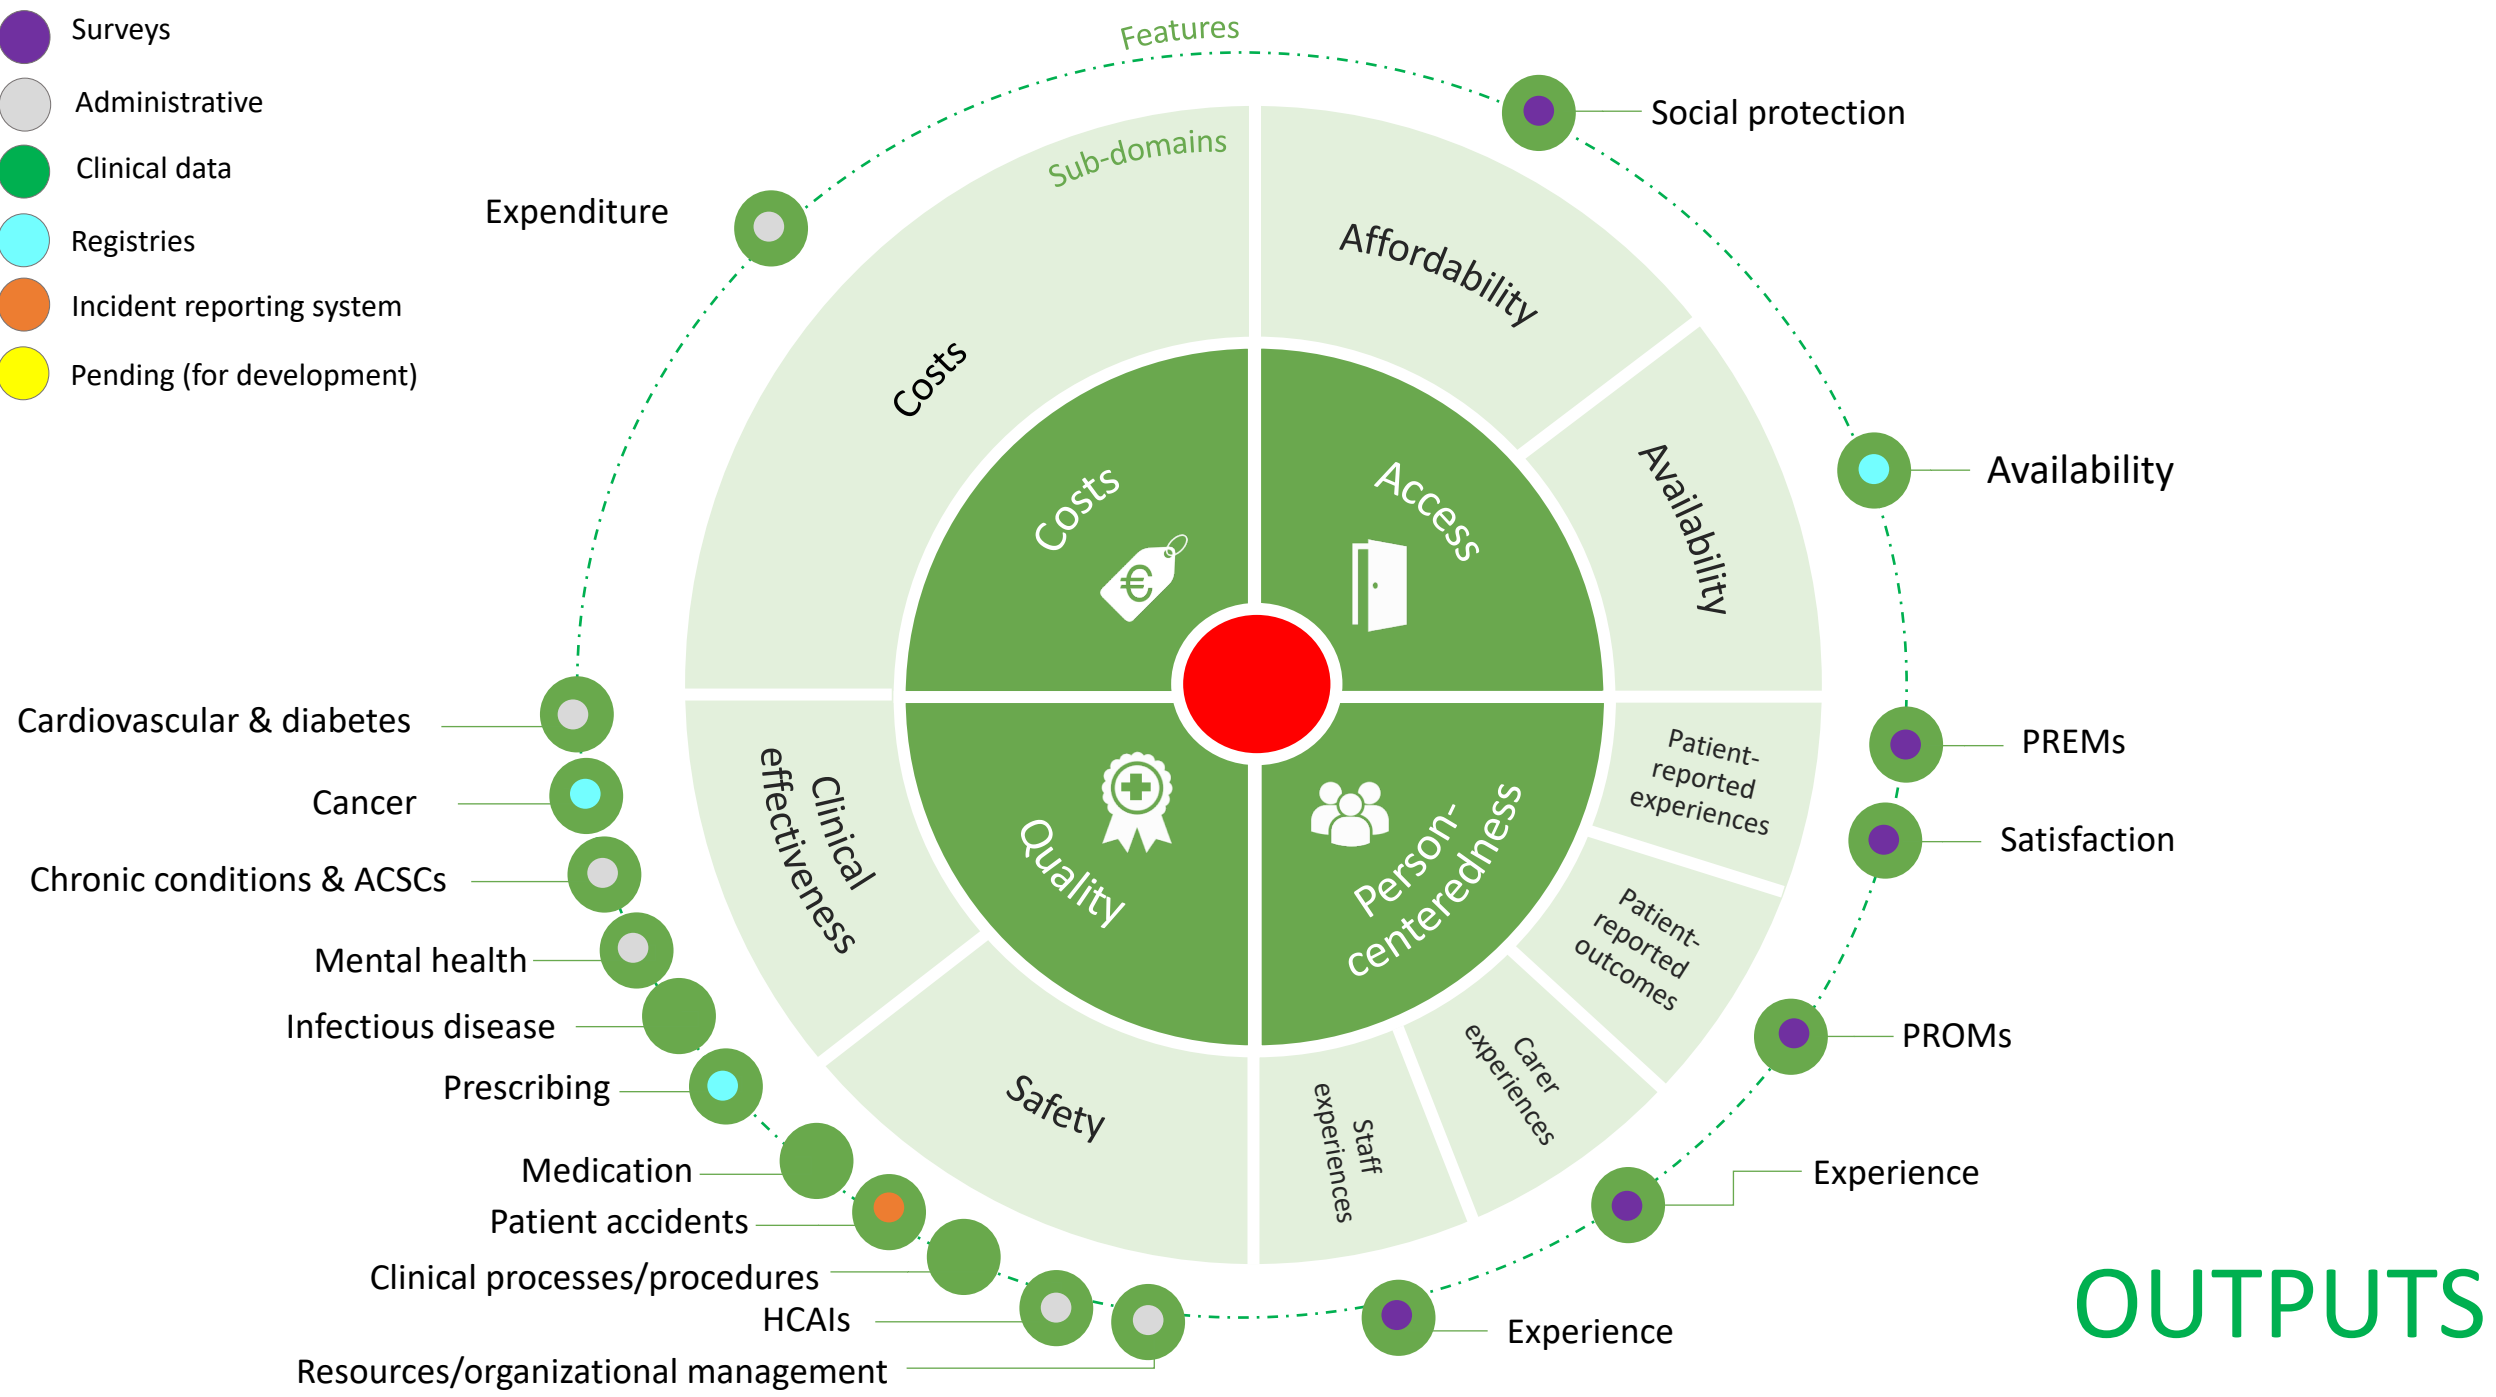 Surveys
Administrative
Clinical data
Registries
Incident reporting system
Pending (for development)
Features
Sub-domains
Social protection
Expenditure
Affordability
Costs
Availability
Availability
Costs
Access
€
Cardiovascular & diabetes
Cancer
Chronic conditions & ACSCs
Mental health
Infectious disease
Prescribing
Medication
Patient accidents
Clinical processes/procedures
HCAIs
Resources/organizational management
Clinical
effectiveness
Quality
Person-
centeredness
Safety
Patient-
reported
experiences
Patient-
reported
outcomes
Carer
experiences
Staff
experiences
PREMs
Satisfaction
PROMs
Experience
Experience
OUTPUTS